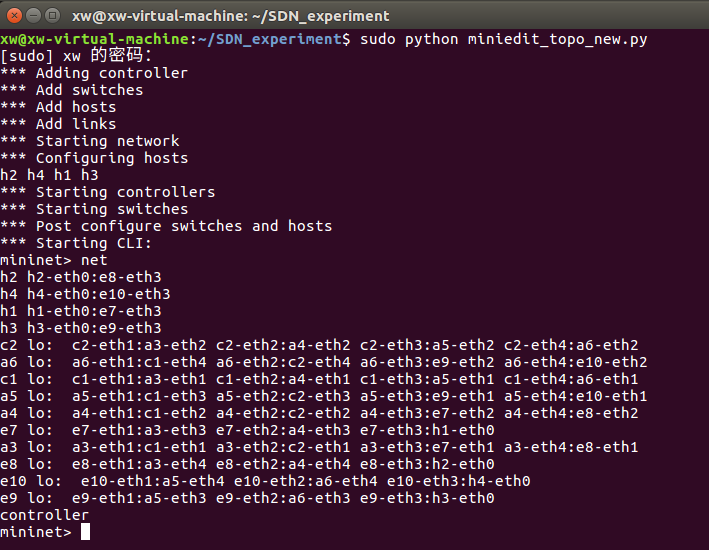 xw@xw-virtual-machine: ~/SDN_experiment
xw@xw-virtual-machine:~/SDN_experiment$ sudo python miniedit_topo_new.py
[sudo] xw 的密码：
*** Adding controller
*** Add switches
*** Add hosts
*** Add links
*** Starting network
*** Configuring hosts
h2 h4 h1 h3
*** Starting controllers
*** Starting switches
*** Post configure switches and hosts
*** Starting CLI:
mininet> net
h2 h2-eth0:e8-eth3
h4 h4-eth0:e10-eth3
h1 h1-eth0:e7-eth3
h3 h3-eth0:e9-eth3
c2 lo:  c2-eth1:a3-eth2 c2-eth2:a4-eth2 c2-eth3:a5-eth2 c2-eth4:a6-eth2
a6 lo:  a6-eth1:c1-eth4 a6-eth2:c2-eth4 a6-eth3:e9-eth2 a6-eth4:e10-eth2
c1 lo:  c1-eth1:a3-eth1 c1-eth2:a4-eth1 c1-eth3:a5-eth1 c1-eth4:a6-eth1
a5 lo:  a5-eth1:c1-eth3 a5-eth2:c2-eth3 a5-eth3:e9-eth1 a5-eth4:e10-eth1
a4 lo:  a4-eth1:c1-eth2 a4-eth2:c2-eth2 a4-eth3:e7-eth2 a4-eth4:e8-eth2
e7 lo:  e7-eth1:a3-eth3 e7-eth2:a4-eth3 e7-eth3:h1-eth0
a3 lo:  a3-eth1:c1-eth1 a3-eth2:c2-eth1 a3-eth3:e7-eth1 a3-eth4:e8-eth1
e8 lo:  e8-eth1:a3-eth4 e8-eth2:a4-eth4 e8-eth3:h2-eth0
e10 lo:  e10-eth1:a5-eth4 e10-eth2:a6-eth4 e10-eth3:h4-eth0
e9 lo:  e9-eth1:a5-eth3 e9-eth2:a6-eth3 e9-eth3:h3-eth0
controller
mininet>